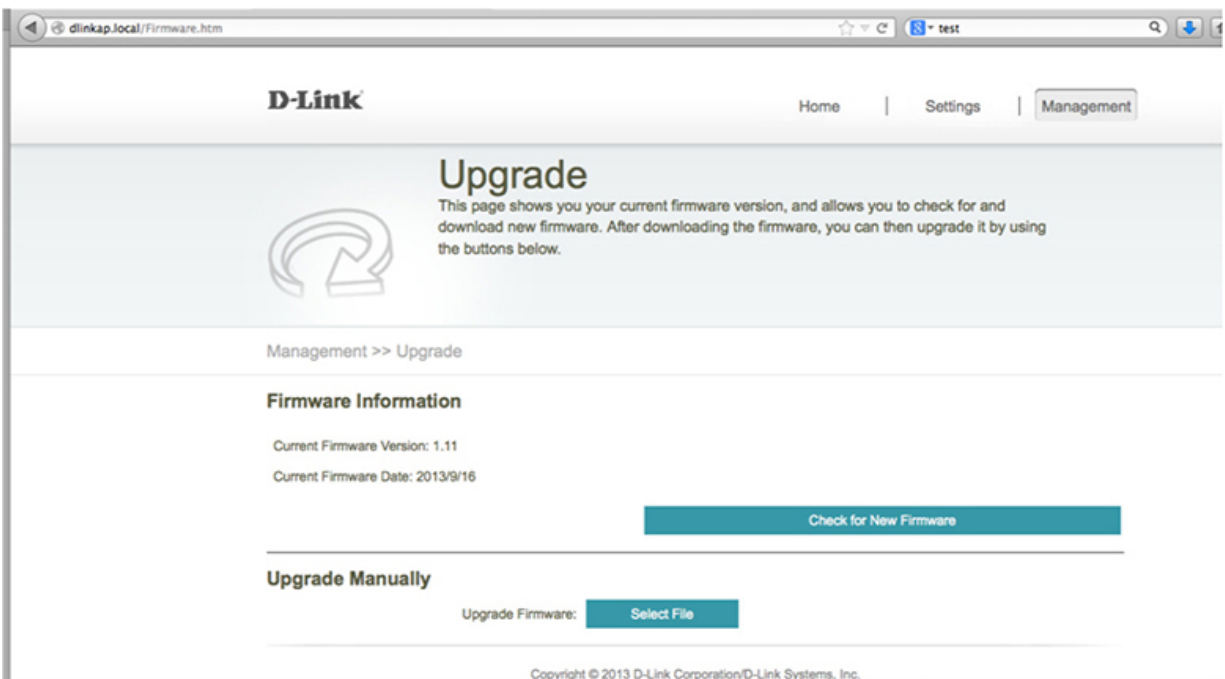 dlinkap.local/Firmware.htm
test
D-Link
Home | Settings | Management
Upgrade
This page shows you your current firmware version, and allows you to check for and
download new firmware. After downloading the firmware, you can then upgrade it by using
the buttons below.
Management >> Upgrade
Firmware Information
Current Firmware Version: 1.11
Current Firmware Date: 2013/9/16
Check for New Firmware
Upgrade Manually
Upgrade Firmware: Select File
Copyright © 2013 D-Link Corporation/D-Link Systems, Inc.